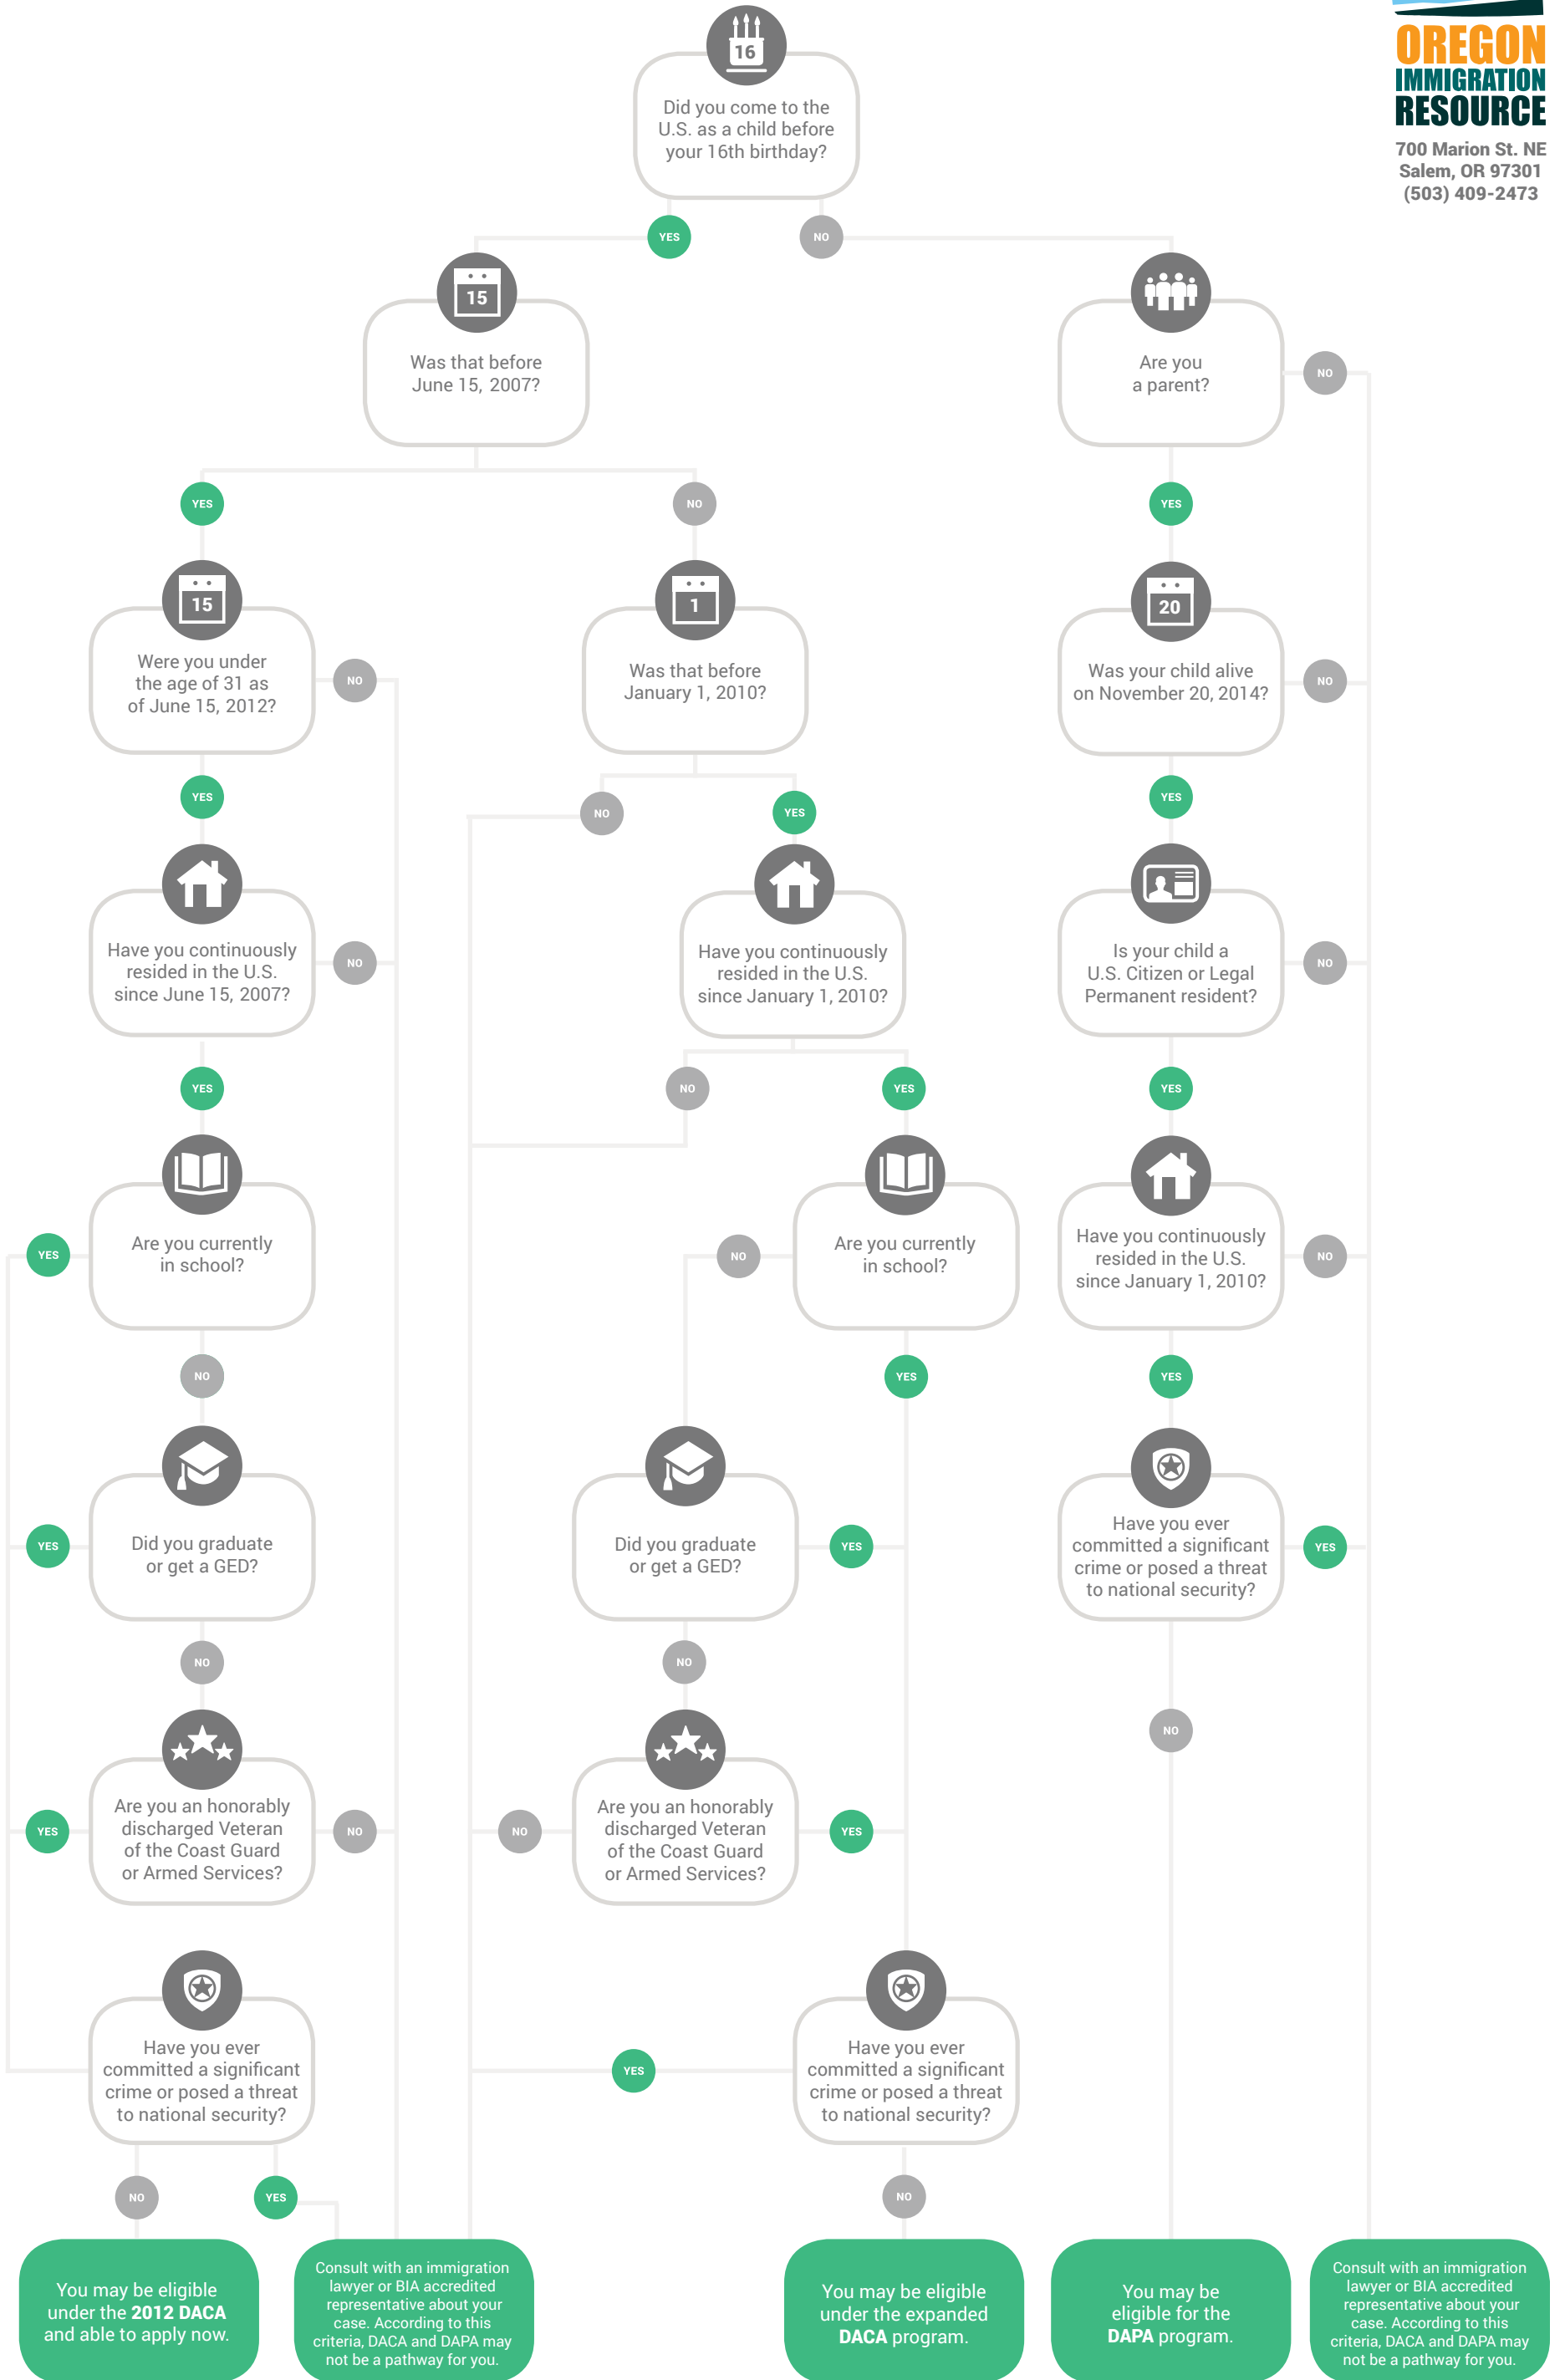 OREGON
IMMIGRATION
RESOURCE
700 Marion St. NE
Salem, OR 97301
(503) 409-2473
16
Did you come to the
U.S. as a child before
your 16th birthday?
YES
NO
15
Was that before
June 15, 2007?
Are you
a parent?
NO
YES
NO
YES
15
Were you under
the age of 31 as
of June 15, 2012?
NO
1
Was that before
January 1, 2010?
20
Was your child alive
on November 20, 2014?
NO
YES
NO
YES
YES
Have you continuously
resided in the U.S.
since June 15, 2007?
NO
Have you continuously
resided in the U.S.
since January 1, 2010?
Is your child a
U.S. Citizen or Legal
Permanent resident?
NO
YES
NO
YES
YES
YES
Are you currently
in school?
NO
Are you currently
in school?
Have you continuously
resided in the U.S.
since January 1, 2010?
NO
NO
YES
YES
YES
Did you graduate
or get a GED?
Did you graduate
or get a GED?
YES
Have you ever
committed a significant
crime or posed a threat
to national security?
YES
NO
NO
NO
YES
Are you an honorably
discharged Veteran
of the Coast Guard
or Armed Services?
NO
NO
Are you an honorably
discharged Veteran
of the Coast Guard
or Armed Services?
YES
Have you ever
committed a significant
crime or posed a threat
to national security?
YES
Have you ever
committed a significant
crime or posed a threat
to national security?
NO
YES
NO
You may be eligible
under the 2012 DACA
and able to apply now.
Consult with an immigration
lawyer or BIA accredited
representative about your
case. According to this
criteria, DACA and DAPA may
not be a pathway for you.
You may be eligible
under the expanded
DACA program.
You may be
eligible for the
DAPA program.
Consult with an immigration
lawyer or BIA accredited
representative about your
case. According to this
criteria, DACA and DAPA may
not be a pathway for you.